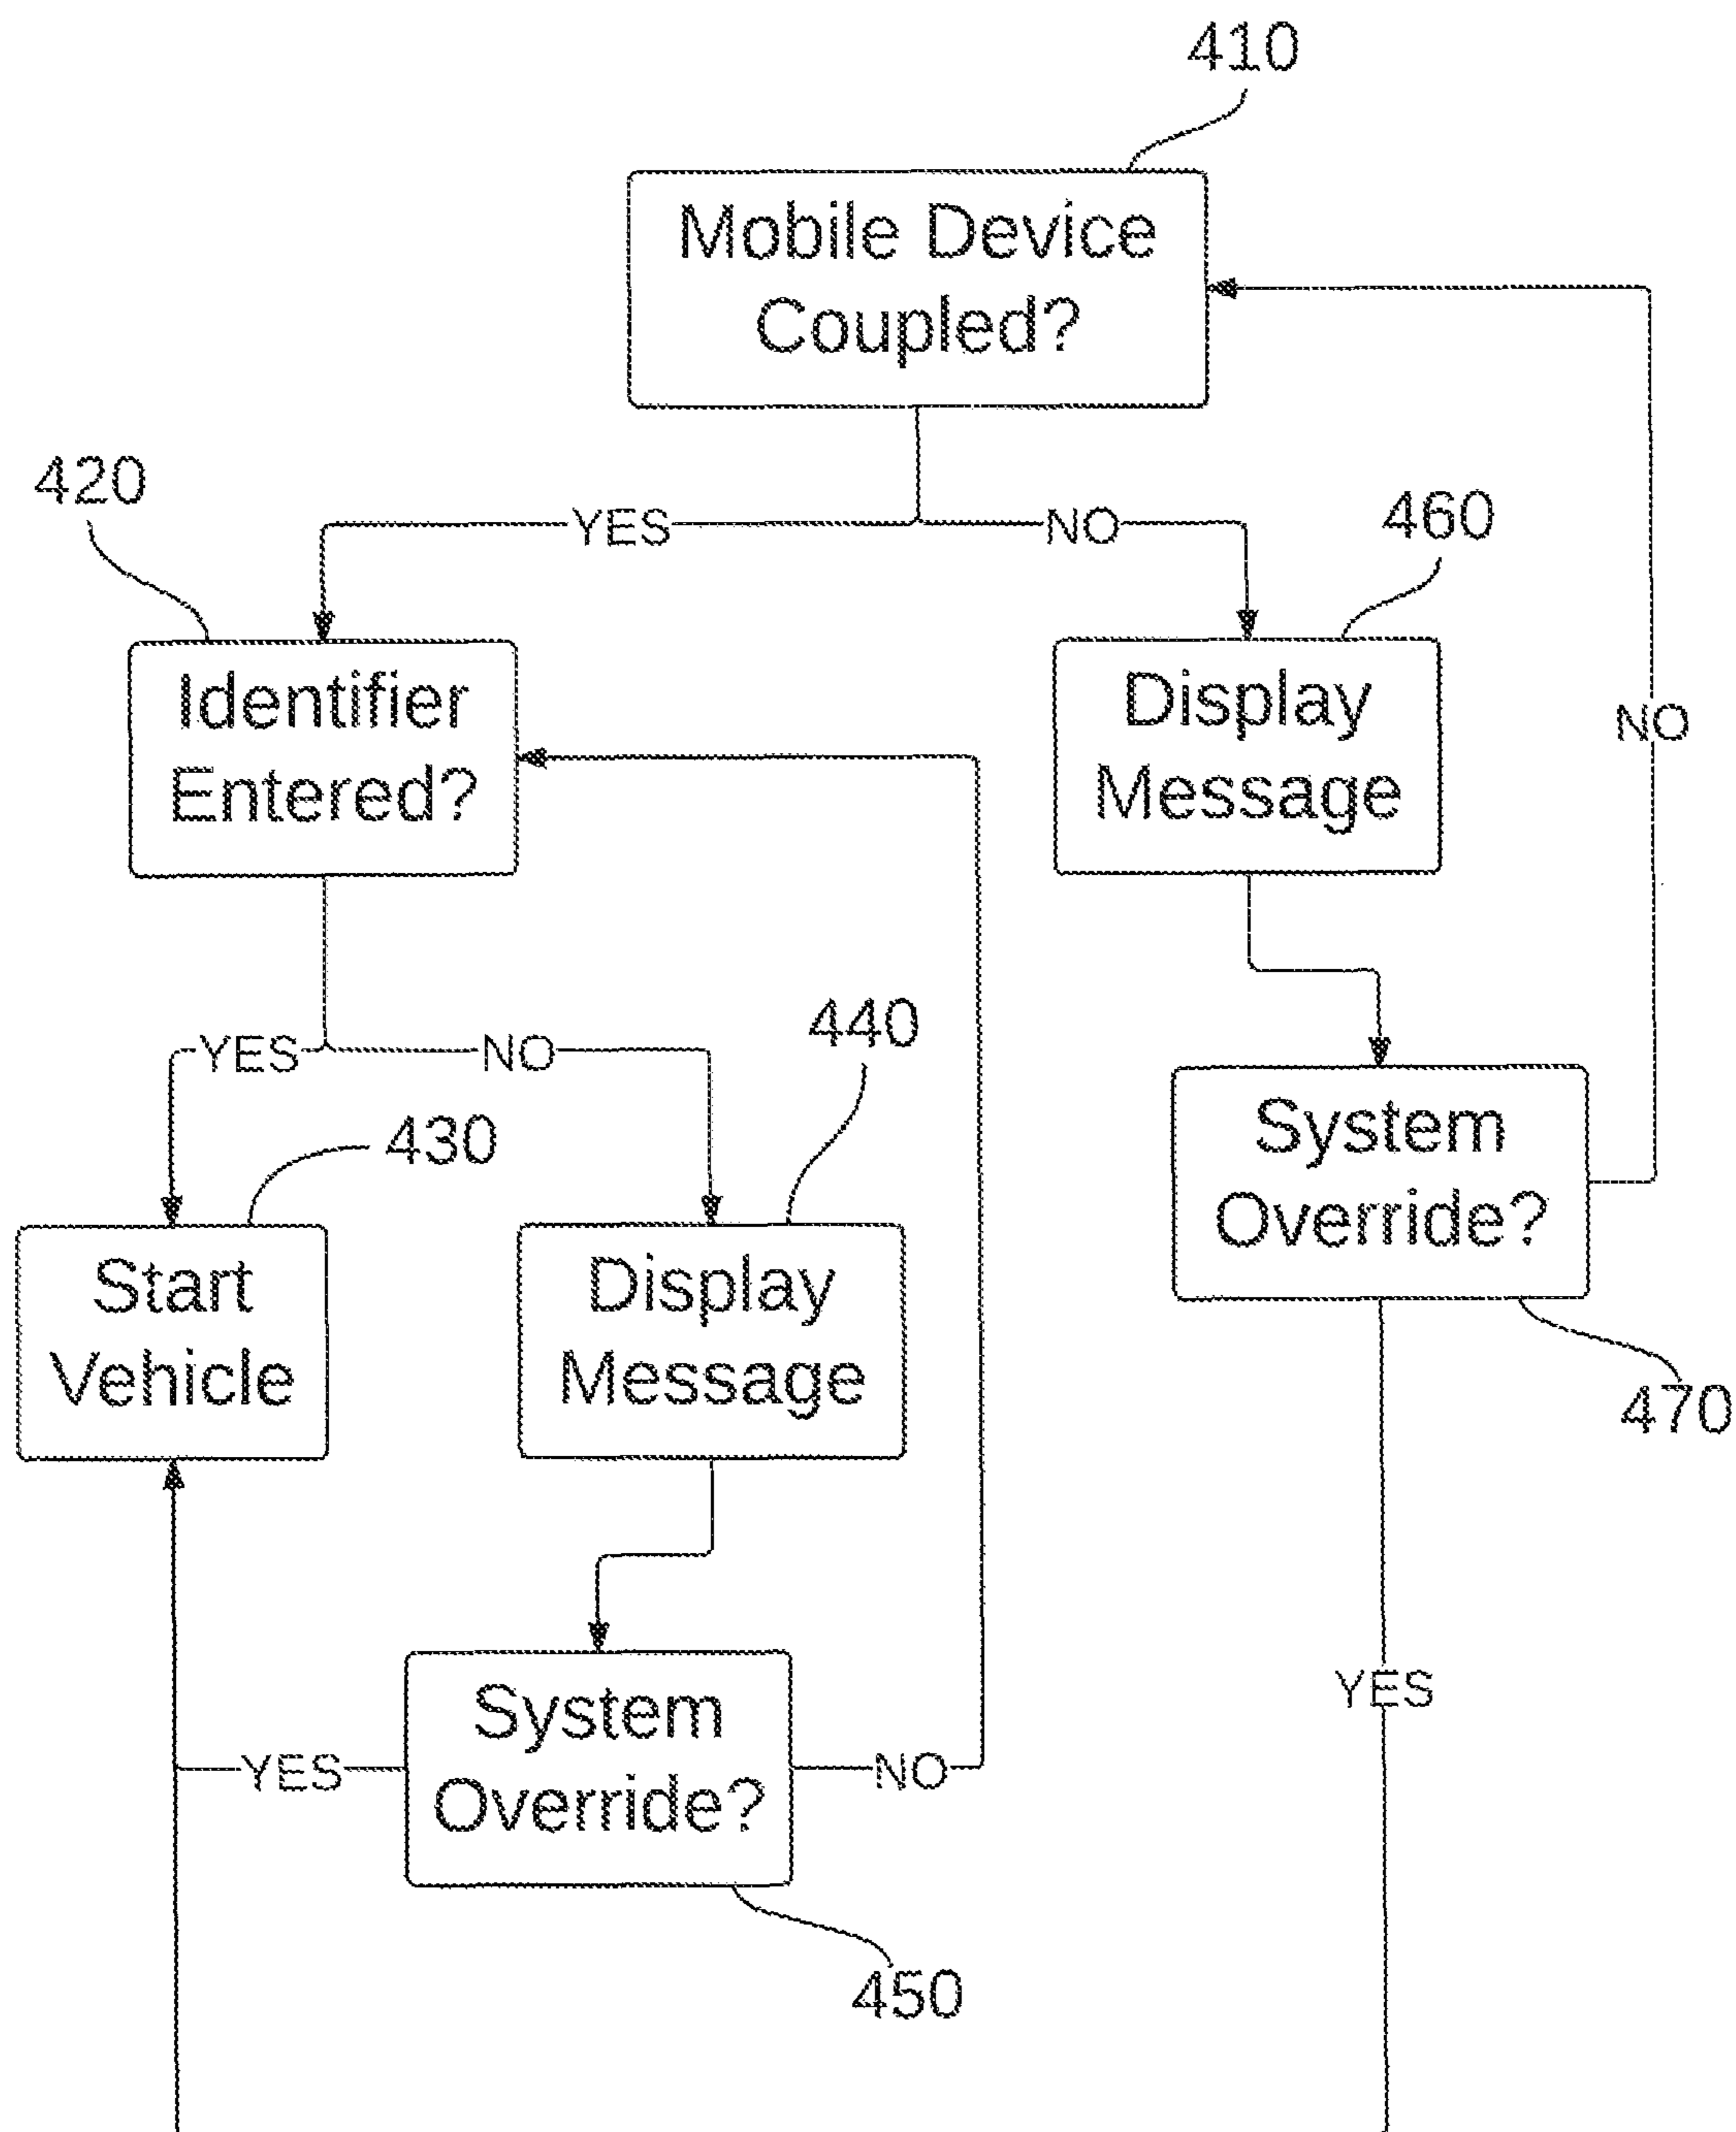 410
Mobile Device
Coupled?
420
YES
NO
460
Identifier
Entered?
Display
Message
NO
YES
NO
440
430
System
Override?
Start
Vehicle
Display
Message
470
System
Override?
YES
YES
NO
450